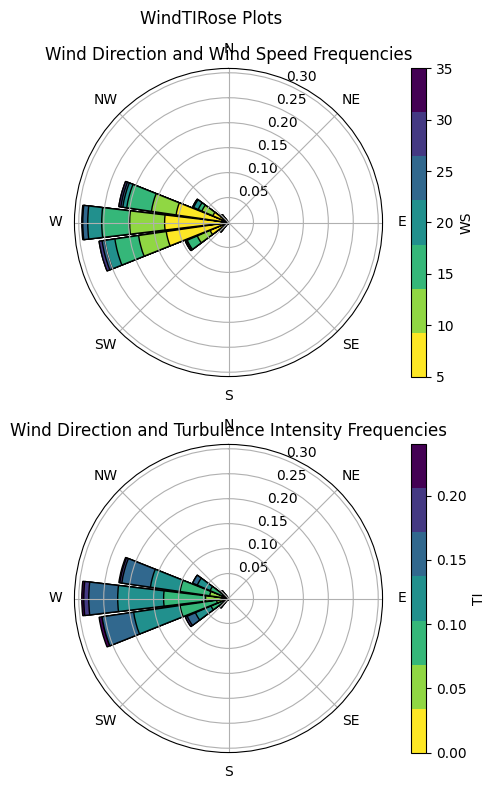 WindTIRose Plots
Wind Direction and Wind Speed Frequencies
N
NW
NE
W
E
SW
SE
S
0.30
0.25
0.20
0.15
0.10
0.05
35
30
25
20
15
10
5
WS
Wind Direction and Turbulence Intensity Frequencies
N
NW
NE
W
E
SW
SE
S
0.30
0.25
0.20
0.15
0.10
0.05
0.20
0.15
0.10
0.05
0.00
TI